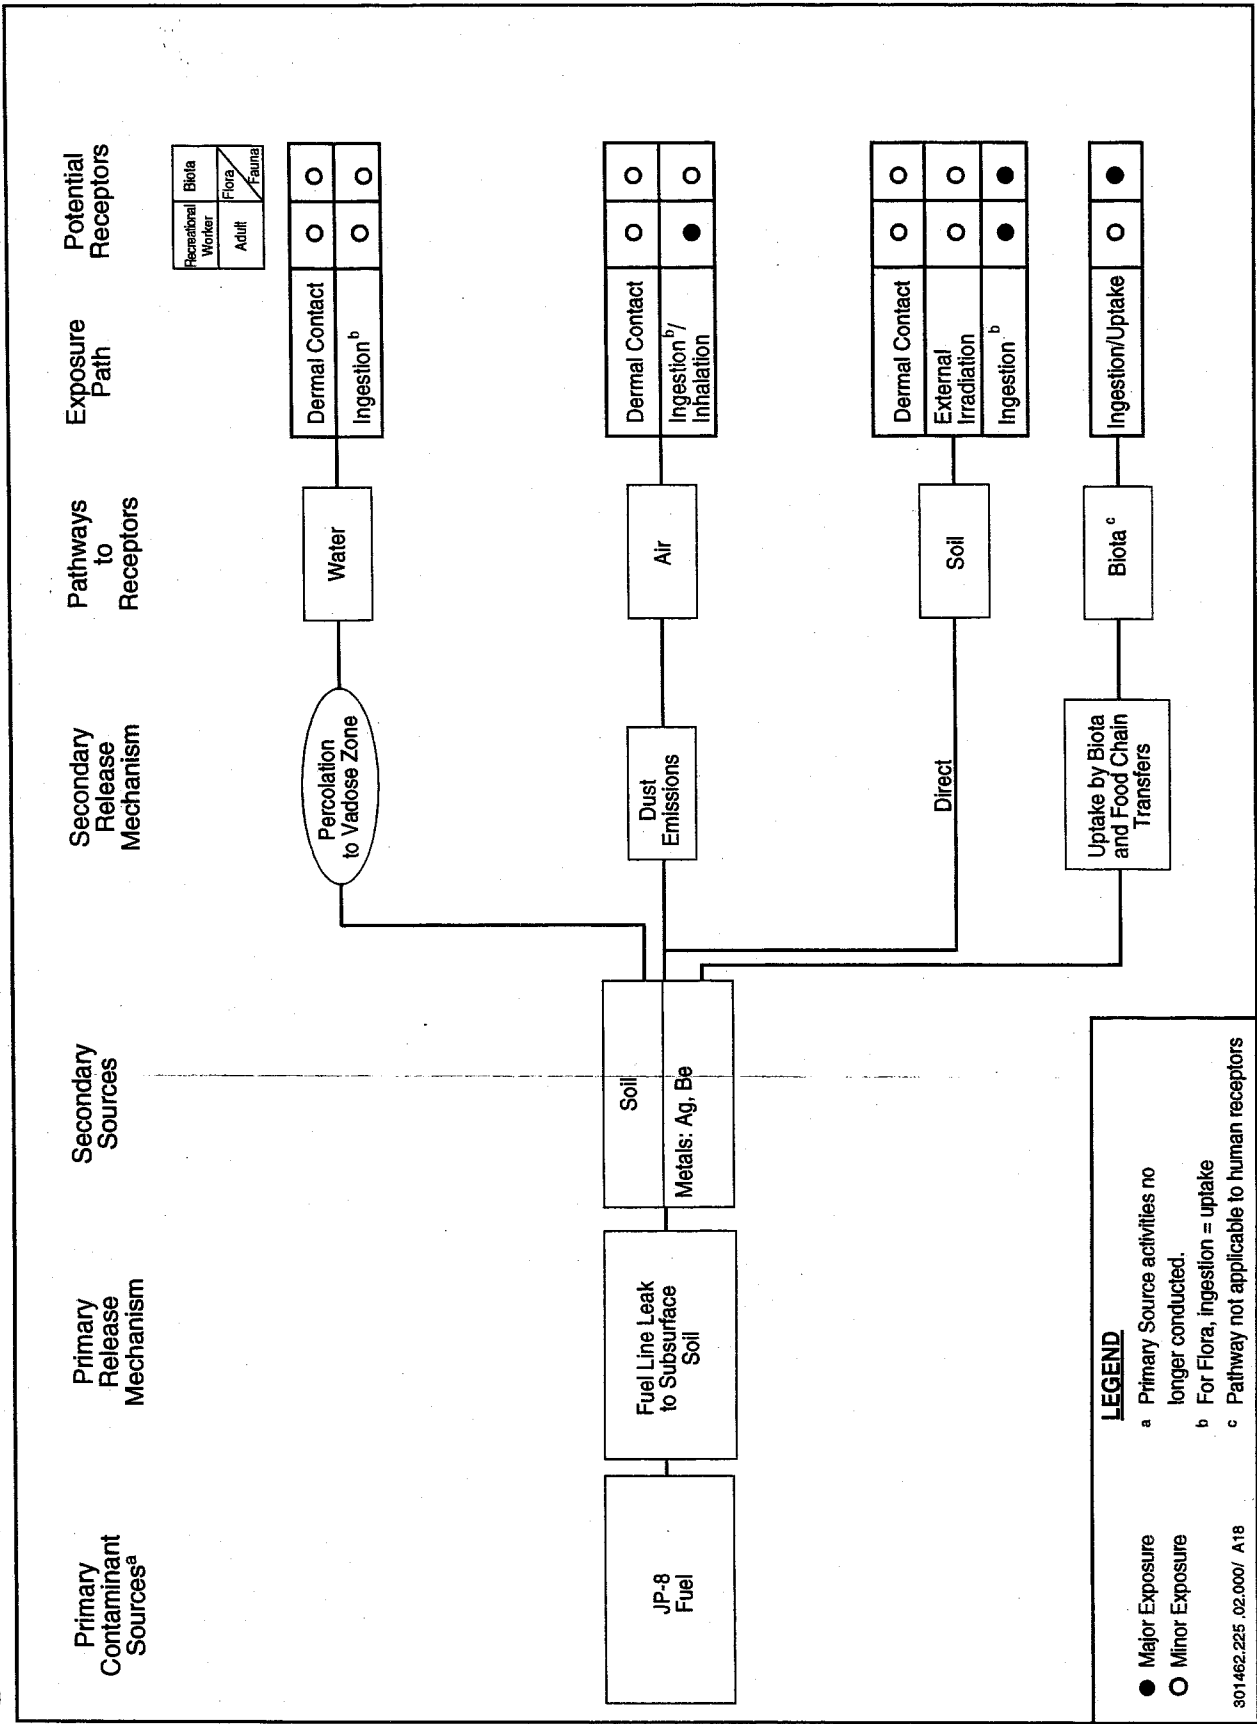 Primary
Contaminant
Sourcesᵃ
Primary
Release
Mechanism
Secondary
Sources
Secondary
Release
Mechanism
Pathways
to
Receptors
Exposure
Path
Potential
Receptors
Recreational
Worker
Biota
Adult
Flora
Fauna
JP-8
Fuel
Fuel Line Leak
to Subsurface
Soil
Soil
Metals: Ag, Be
Percolation
to Vadose Zone
Water
Dermal Contact
Ingestion ᵇ
Dust
Emissions
Air
Dermal Contact
Ingestion ᵇ/
Inhalation
Direct
Soil
Dermal Contact
External
Irradiation
Ingestion ᵇ
Uptake by Biota
and Food Chain
Transfers
Biota ᶜ
Ingestion/Uptake
LEGEND
● Major Exposure
○ Minor Exposure
a Primary Source activities no
longer conducted.
b For Flora, ingestion = uptake
c Pathway not applicable to human receptors
301462.225 .02.000/ A18